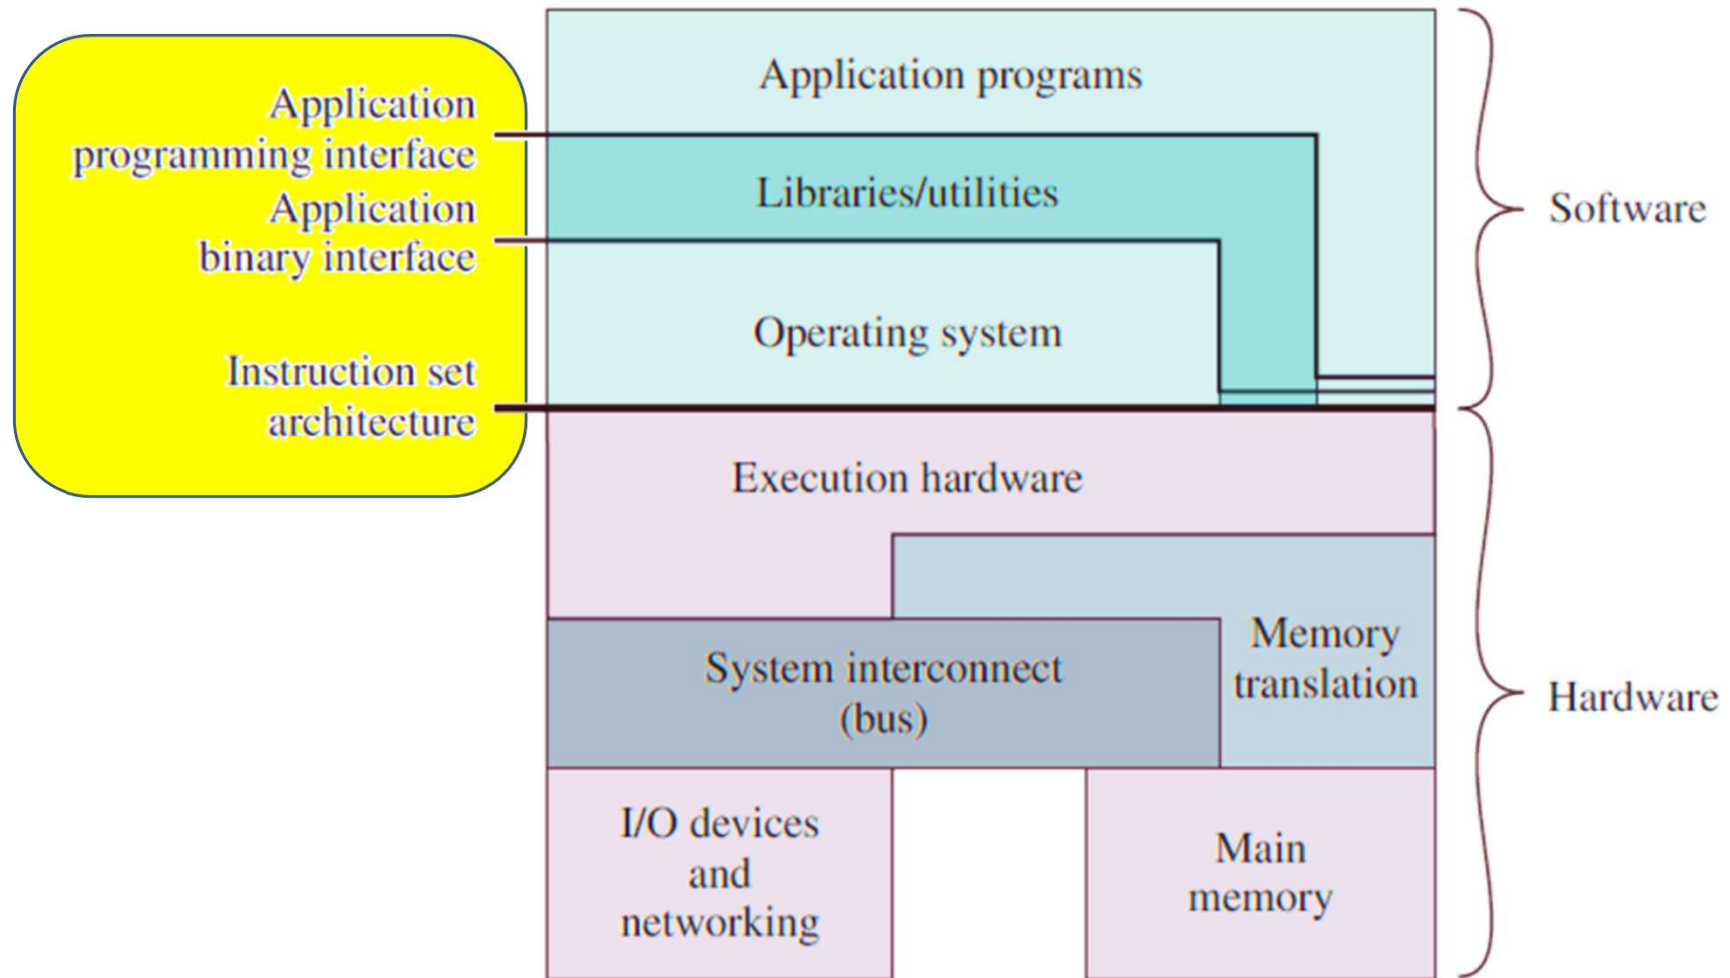 Application
programming interface
Application
binary interface
Instruction set
architecture
Application programs
Libraries/utilities
Operating system
Software
Execution hardware
Memory
translation
System interconnect
(bus)
Hardware
I/O devices
and
networking
Main
memory